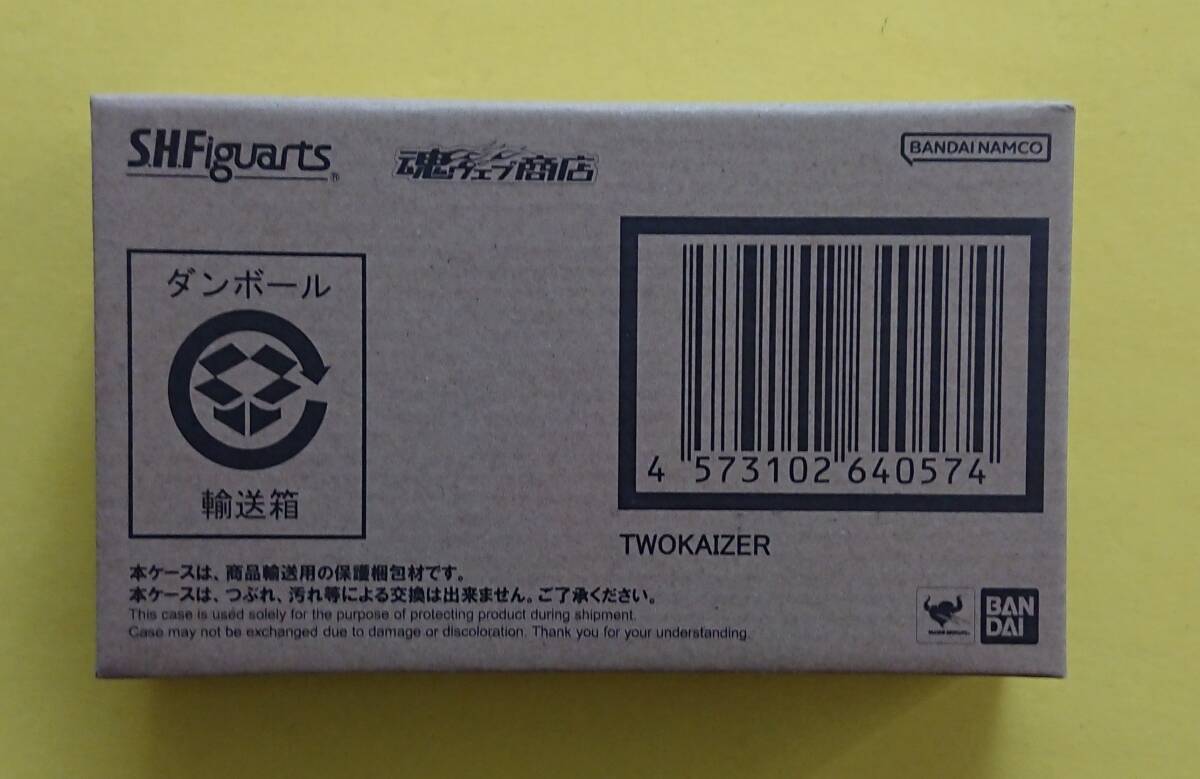 S.H.Figuarts®
魂ウェブ商店
BANDAI NAMCO
ダンボール
輸送箱
4 573102 640574
TWOKAIZER
本ケースは、商品輸送用の保護梱包材です。
本ケースは、つぶれ、汚れ等による交換は出来ません。ご了承ください。
This case is used solely for the purpose of protecting product during shipment.
Case may not be exchanged due to damage or discoloration. Thank you for your understanding.
BAN
DAI